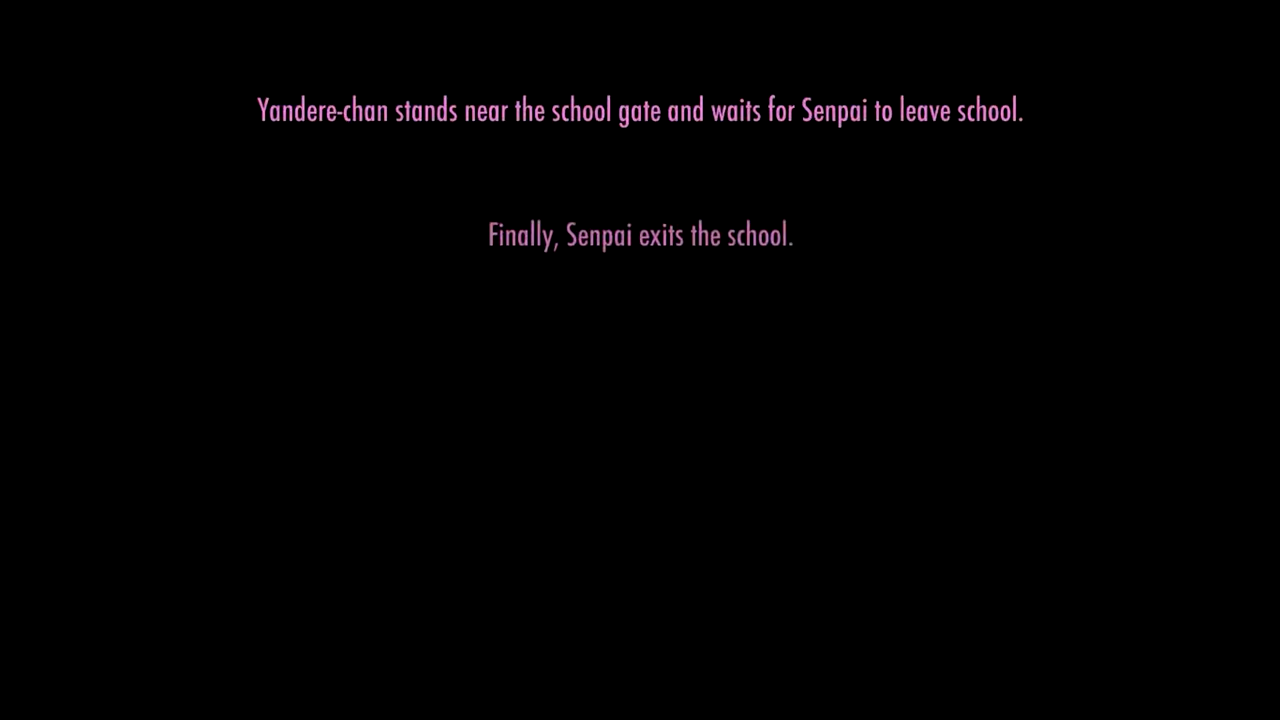 Yandere-chan stands near the school gate and waits for Senpai to leave school.
Finally, Senpai exits the school.